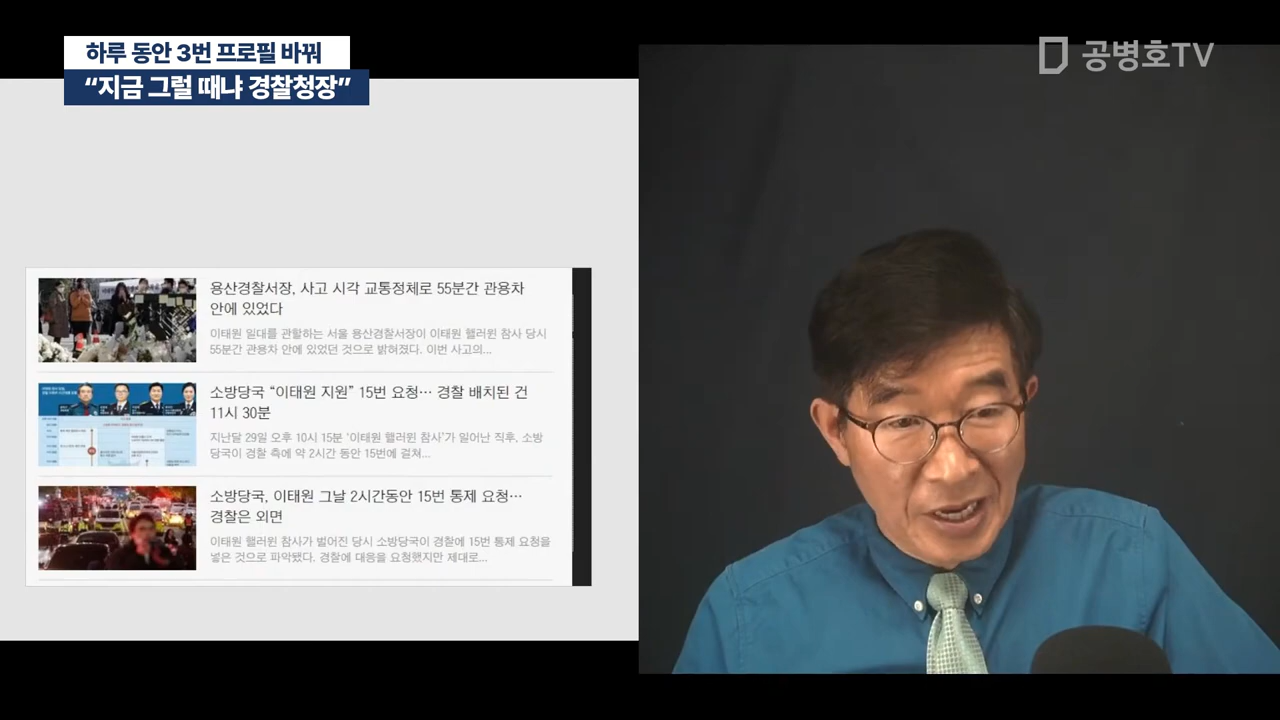 하루 동안 3번 프로필 바꿔
“지금 그럴 때냐 경찰청장”
공병호TV
용산경찰서장, 사고 시각 교통정체로 55분간 관용차
안에 있었다
이태원 일대를 관할하는 서울 용산경찰서장이 이태원 핼러윈 참사 당시
55분간 관용차 안에 있었던 것으로 밝혀졌다. 이번 사고의...
소방당국 “이태원 지원” 15번 요청… 경찰 배치된 건
11시 30분
지난달 29일 오후 10시 15분 ‘이태원 핼러윈 참사’가 일어난 직후, 소방
당국이 경찰 측에 약 2시간 동안 15번에 걸쳐...
소방당국, 이태원 그날 2시간동안 15번 통제 요청…
경찰은 외면
이태원 핼러윈 참사가 벌어진 당시 소방당국이 경찰에 15번 통제 요청을
넣은 것으로 파악됐다. 경찰에 대응을 요청했지만 제대로...